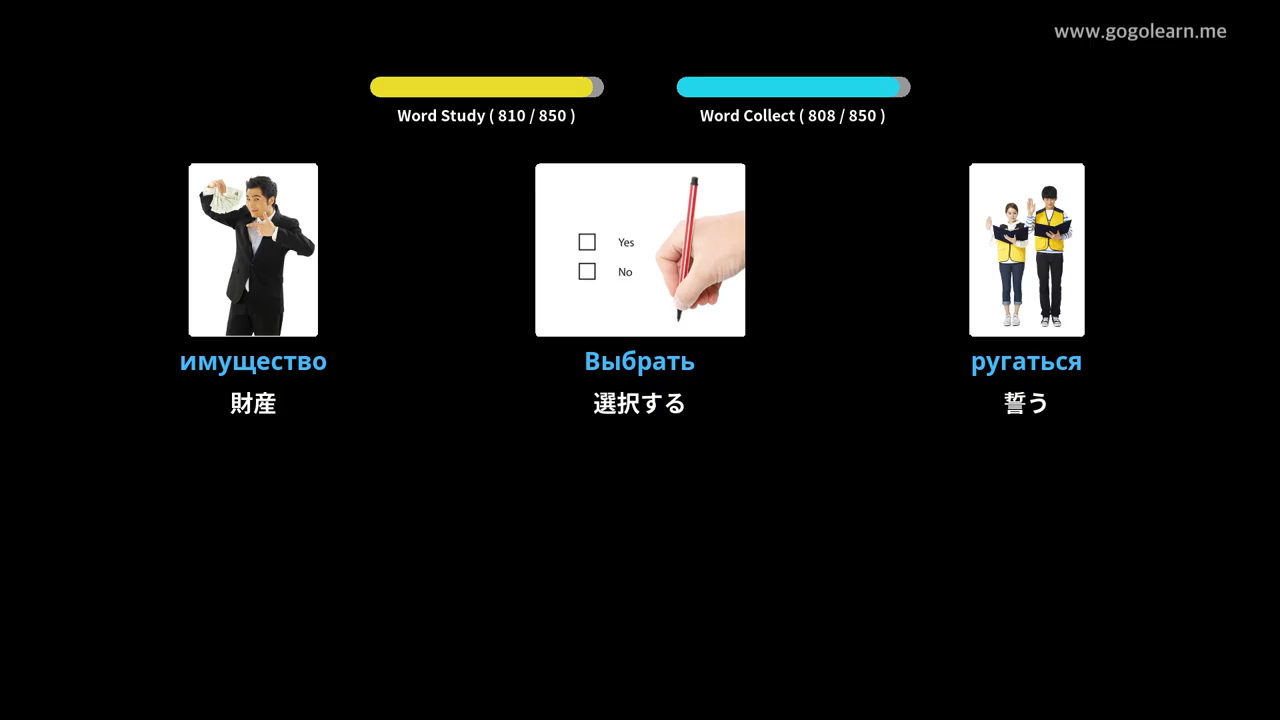 www.gogolearn.me
Word Study ( 810 / 850 )
Word Collect ( 808 / 850 )
Yes
No
имущество
Выбрать
ругаться
財産
選択する
誓う